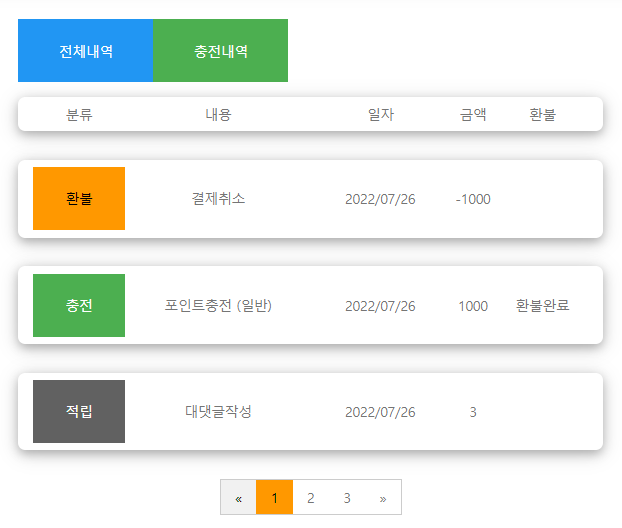 전체내역 충전내역
분류 내용 일자 금액 환불
환불 결제취소 2022/07/26 -1000
충전 포인트충전 (일반) 2022/07/26 1000 환불완료
적립 대댓글작성 2022/07/26 3
« 1 2 3 »